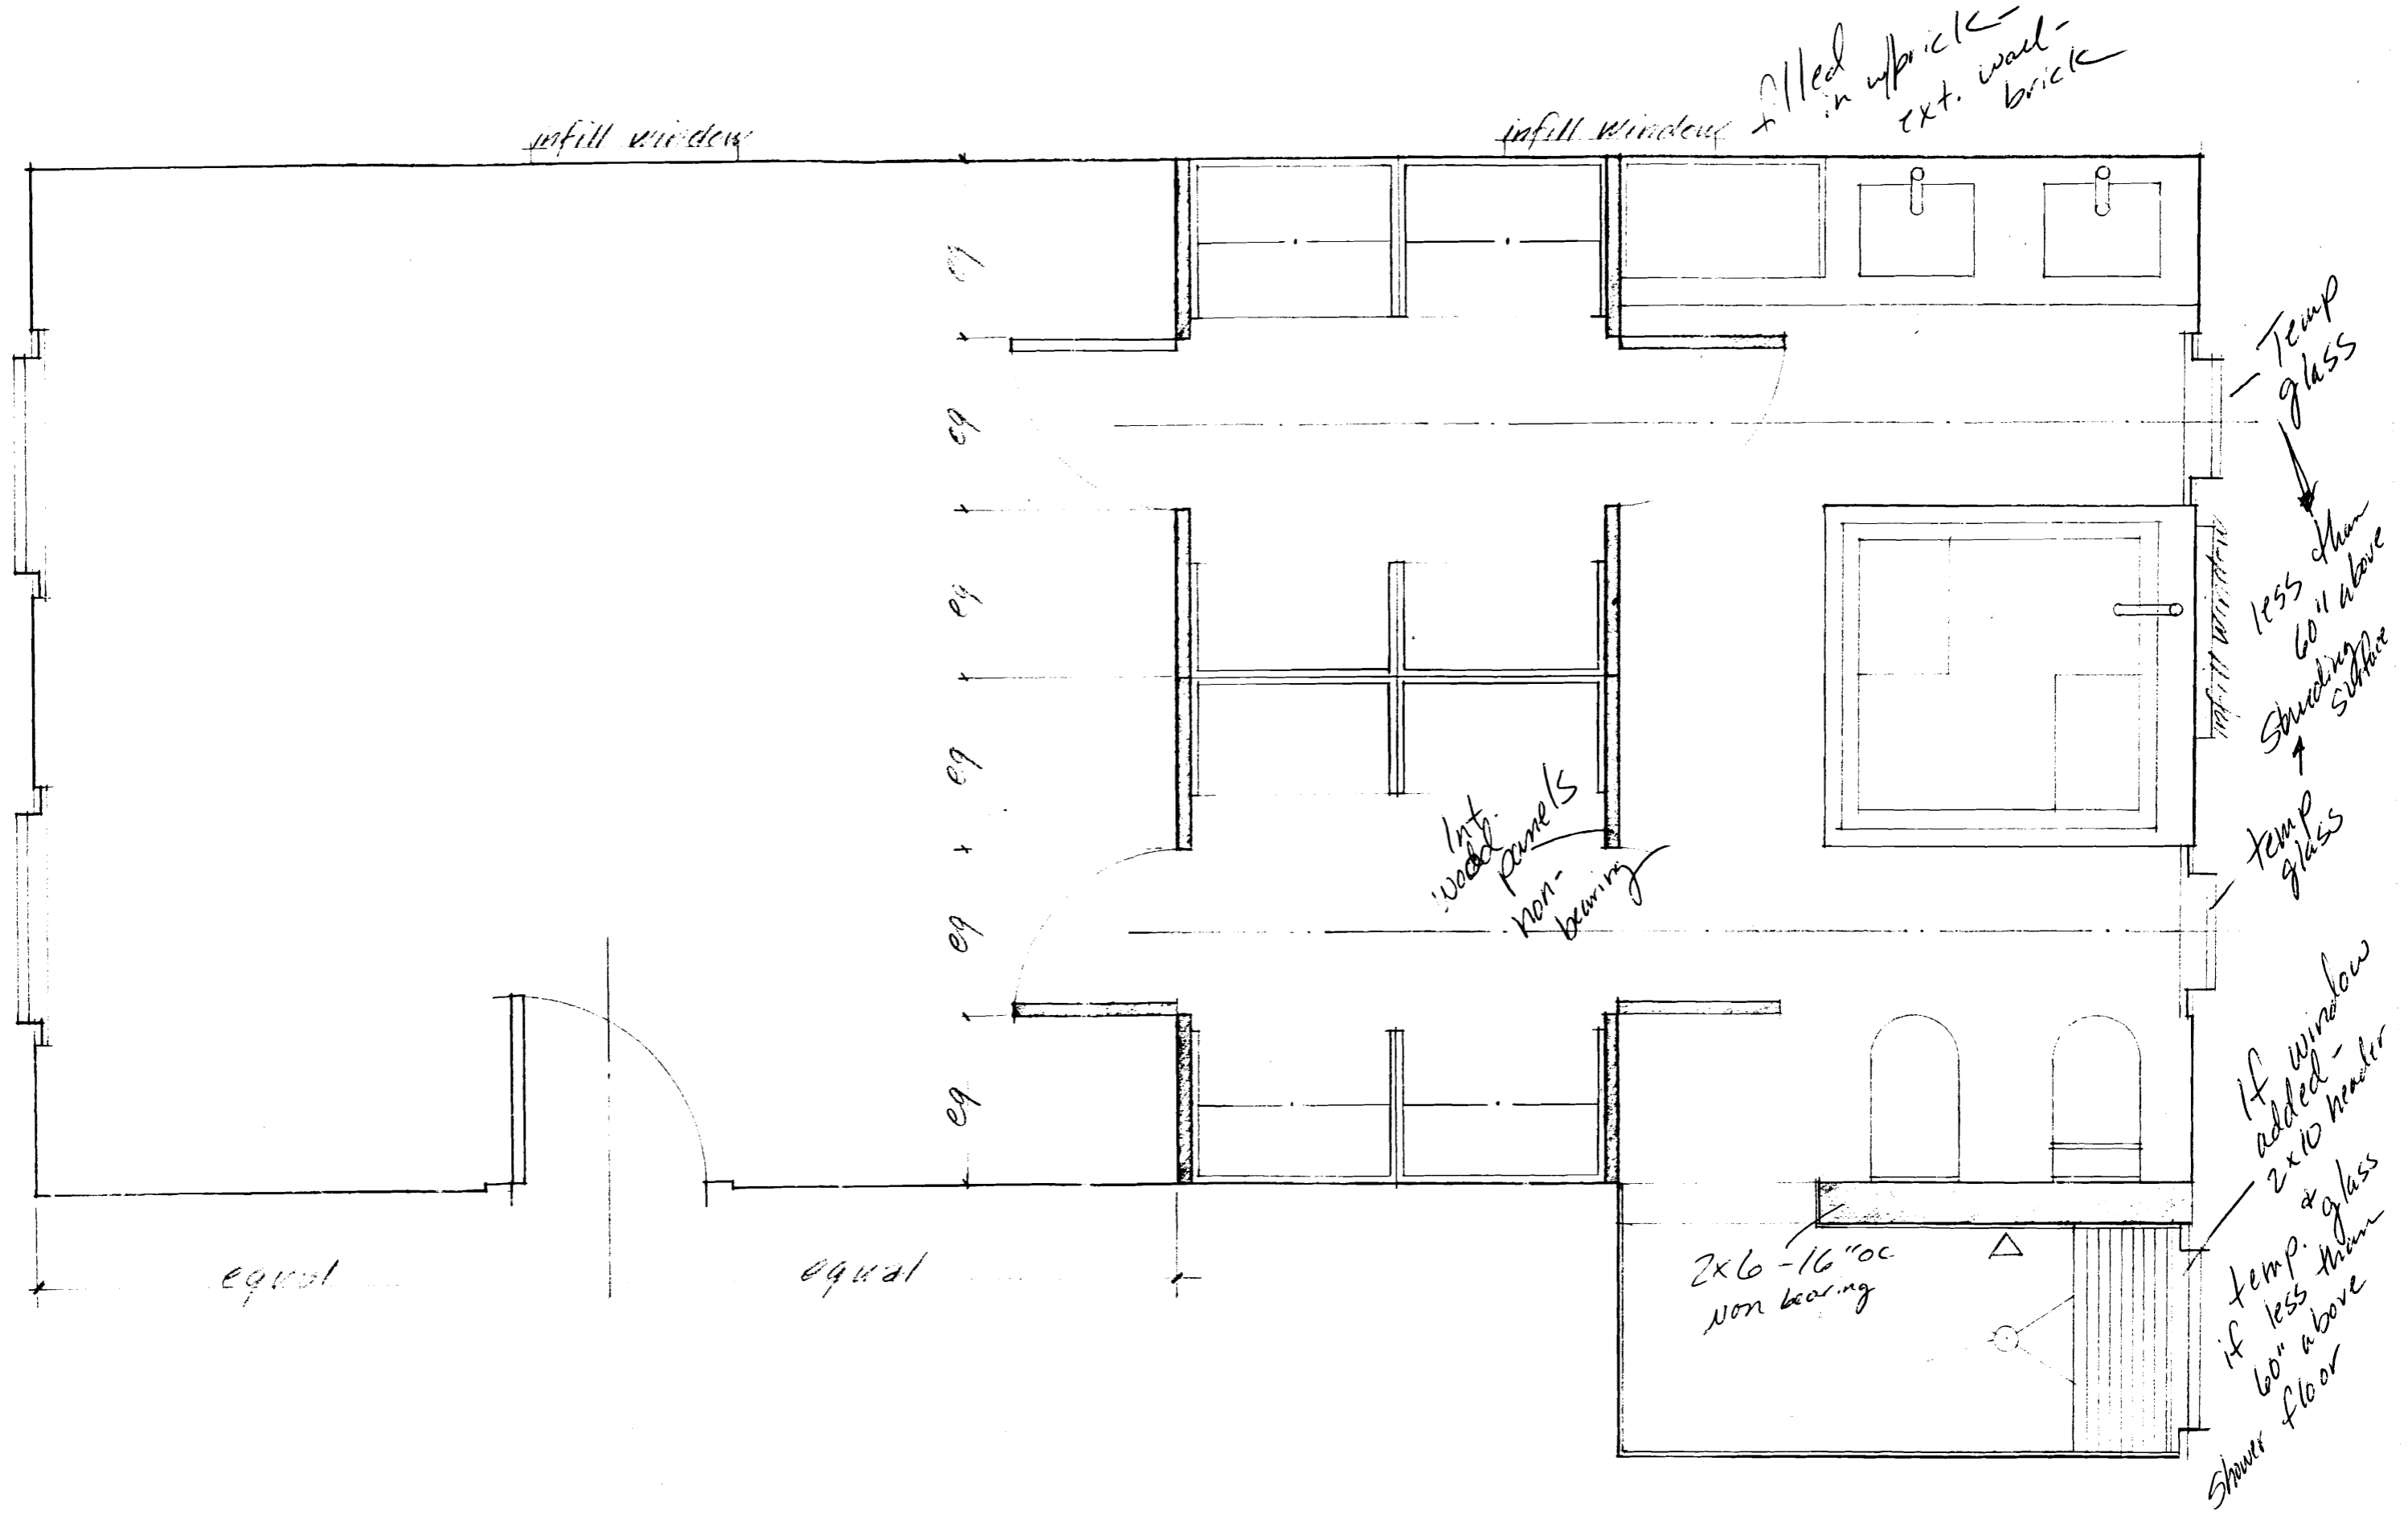 infill window
infill window
+ filled
in w/brick-
ext. wall-
brick
eq
eq
eq
eq
eq
eq
Temp
glass
less than
60" above
standing
surface
infill window
temp
glass
Int.
wood
panels
non-
bearing
If window
added-
2x10 header
& temp. glass
if less than
60" above
shower floor
2x6-16"oc
non bearing
equal
equal